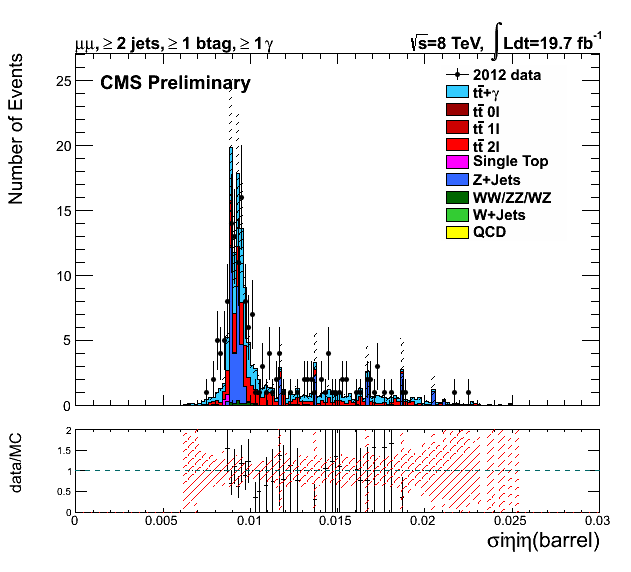 μμ, ≥ 2 jets, ≥ 1 btag, ≥ 1 γ
√s=8 TeV, ∫ Ldt=19.7 fb⁻¹
CMS Preliminary
Number of Events
25
20
15
10
5
0
2012 data
tt̄+γ
tt̄ 0l
tt̄ 1l
tt̄ 2l
Single Top
Z+Jets
WW/ZZ/WZ
W+Jets
QCD
data/MC
2
1.5
1
0.5
0
0 0.005 0.01 0.015 0.02 0.025 0.03
σiηiη(barrel)